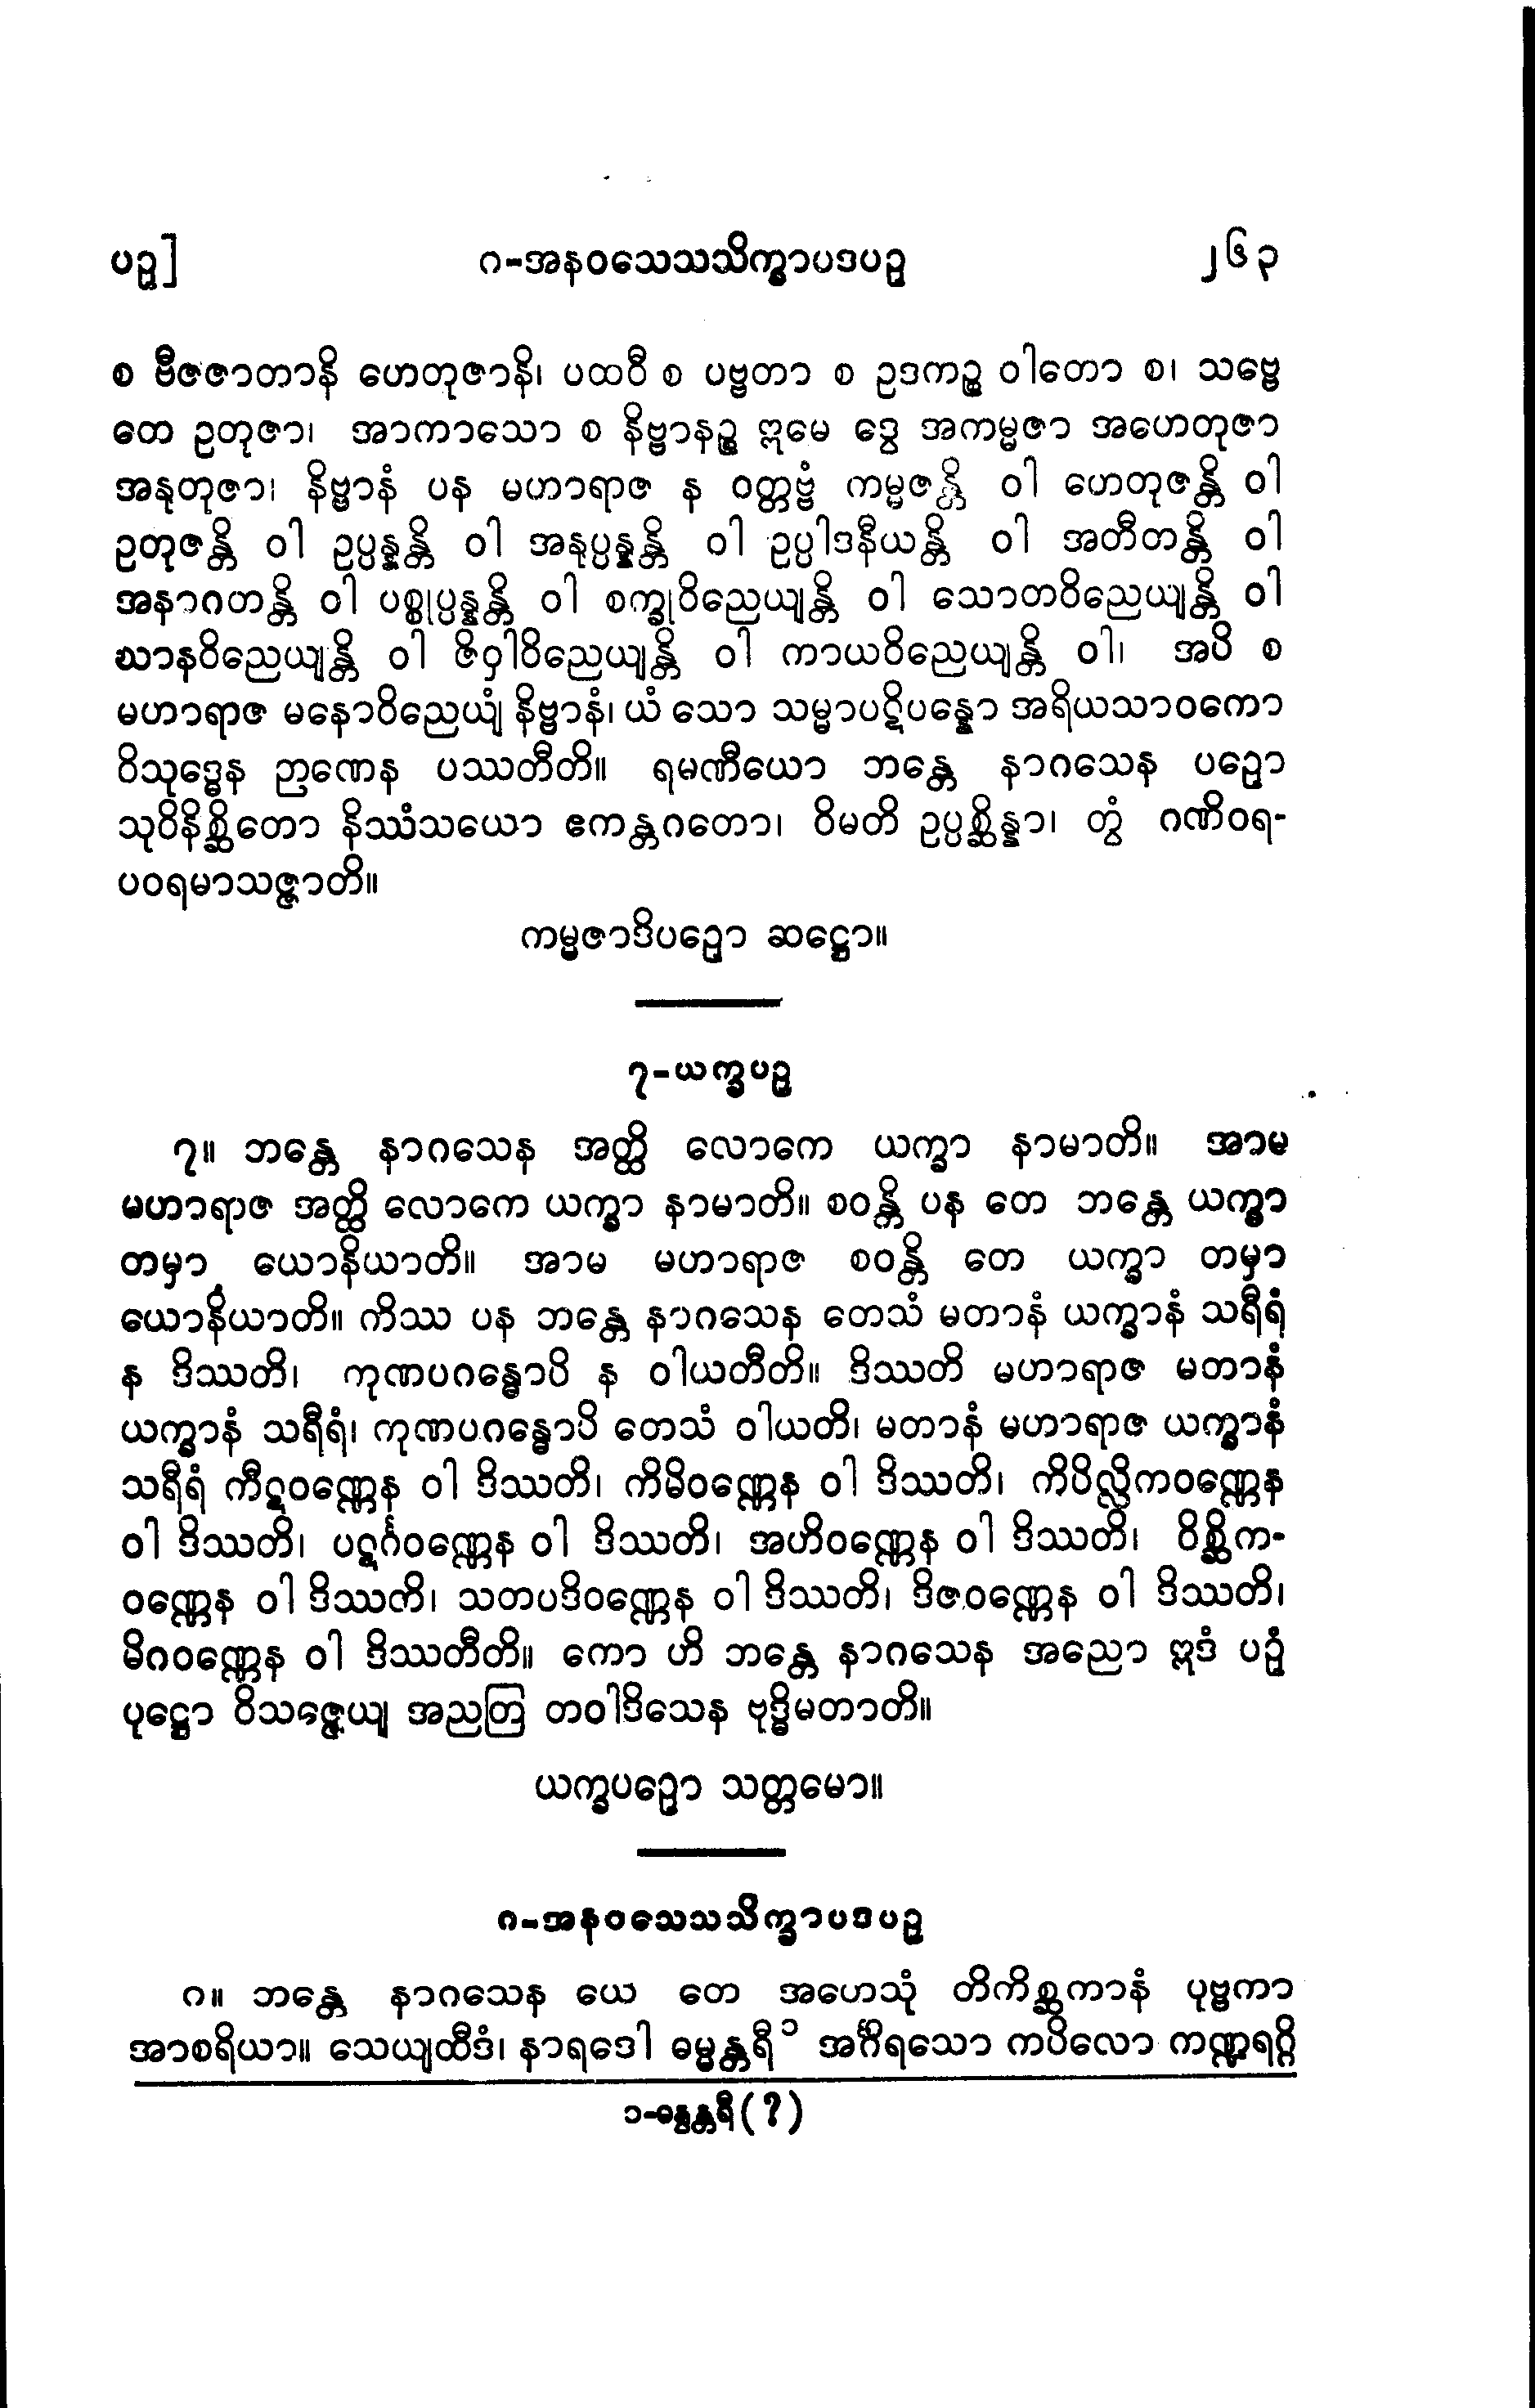 ပဉ္ှ]
ဂ-အနဝသေသသိက္ခာပဒပဉှ
၂၆၃
စ ဗီဇဇာတာနိ ဟေတုဇာနိ၊ ပထဝီ စ ပဗ္ဗတာ စ ဥဒကဉ္စ ဝါတော စ၊ သဗ္ဗေ
တေ ဥတုဇာ၊ အာကာသော စ နိဗ္ဗာနဉ္စ ဣမေ ဒွေ အကမ္မဇာ အဟေတုဇာ
အနုတုဇာ၊ နိဗ္ဗာနံ ပန မဟာရာဇ န ဝတ္တဗ္ဗံ ကမ္မဇန္တိ ဝါ ဟေတုဇန္တိ ဝါ
ဥတုဇန္တိ ဝါ ဥပ္ပန္နန္တိ ဝါ အနုပ္ပန္နန္တိ ဝါ ဥပ္ပါဒနီယန္တိ ဝါ အတီတန္တိ ဝါ
အနာဂတန္တိ ဝါ ပစ္စုပ္ပန္နန္တိ ဝါ စက္ခုဝိညေယျန္တိ ဝါ သောတဝိညေယျန္တိ ဝါ
ဃာနဝိညေယျန္တိ ဝါ ဇိဝှါဝိညေယျန္တိ ဝါ ကာယဝိညေယျန္တိ ဝါ၊ အပိ စ
မဟာရာဇ မနောဝိညေယျံ နိဗ္ဗာနံ၊ ယံ သော သမ္မာပဋိပန္နော အရိယသာဝကော
ဝိသုဒ္ဓေန ဉာဏေန ပဿတီတိ။ ရမဏီယော ဘန္တေ နာဂသေန ပဉှော
သုဝိနိစ္ဆိတော နိဿံသယော ဧကန္တဂတော၊ ဝိမတိ ဥပ္ပစ္ဆိန္နာ၊ တွံ ဂဏိဝရ-
ပဝရမာသဇ္ဇာတိ။
ကမ္မဇာဒိပဉှော ဆဋ္ဌော။
၇-ယက္ခပဉှ
၇။ ဘန္တေ နာဂသေန အတ္ထိ လောကေ ယက္ခာ နာမာတိ။ အာမ
မဟာရာဇ အတ္ထိ လောကေ ယက္ခာ နာမာတိ။ စဝန္တိ ပန တေ ဘန္တေ ယက္ခာ
တမှာ ယောနိယာတိ။ အာမ မဟာရာဇ စဝန္တိ တေ ယက္ခာ တမှာ
ယောနိယာတိ။ ကိဿ ပန ဘန္တေ နာဂသေန တေသံ မတာနံ ယက္ခာနံ သရီရံ
န ဒိဿတိ၊ ကုဏပဂန္ဓောပိ န ဝါယတီတိ။ ဒိဿတိ မဟာရာဇ မတာနံ
ယက္ခာနံ သရီရံ၊ ကုဏပဂန္ဓောပိ တေသံ ဝါယတိ၊ မတာနံ မဟာရာဇ ယက္ခာနံ
သရီရံ ကီဋဝဏ္ဏေန ဝါ ဒိဿတိ၊ ကိမိဝဏ္ဏေန ဝါ ဒိဿတိ၊ ကိပိလ္လိကဝဏ္ဏေန
ဝါ ဒိဿတိ၊ ပဋင်္ဂဝဏ္ဏေန ဝါ ဒိဿတိ၊ အဟိဝဏ္ဏေန ဝါ ဒိဿတိ၊ ဝိစ္ဆိက-
ဝဏ္ဏေန ဝါ ဒိဿတိ၊ သတပဒိဝဏ္ဏေန ဝါ ဒိဿတိ၊ ဒိဇဝဏ္ဏေန ဝါ ဒိဿတိ၊
မိဂဝဏ္ဏေန ဝါ ဒိဿတီတိ။ ကော ဟိ ဘန္တေ နာဂသေန အညော ဣဒံ ပဉှံ
ပုဋ္ဌော ဝိသဇ္ဇေယျ အညတြ တဝါဒိသေန ဗုဒ္ဓိမတာတိ။
ယက္ခပဉှော သတ္တမော။
ဂ-အနဝသေသသိက္ခာပဒပဉှ
ဂ။ ဘန္တေ နာဂသေန ယေ တေ အဟေသုံ တိကိစ္ဆကာနံ ပုဗ္ဗကာ
အာစရိယာ။ သေယျထိဒံ၊ နာရဒေါ ဓမ္မန္တရီ ၁ အင်္ဂိရသော ကပိလော ကဏ္ဍရဂ္ဂိ
၁-ဓန္ဝန္တရီ (?)